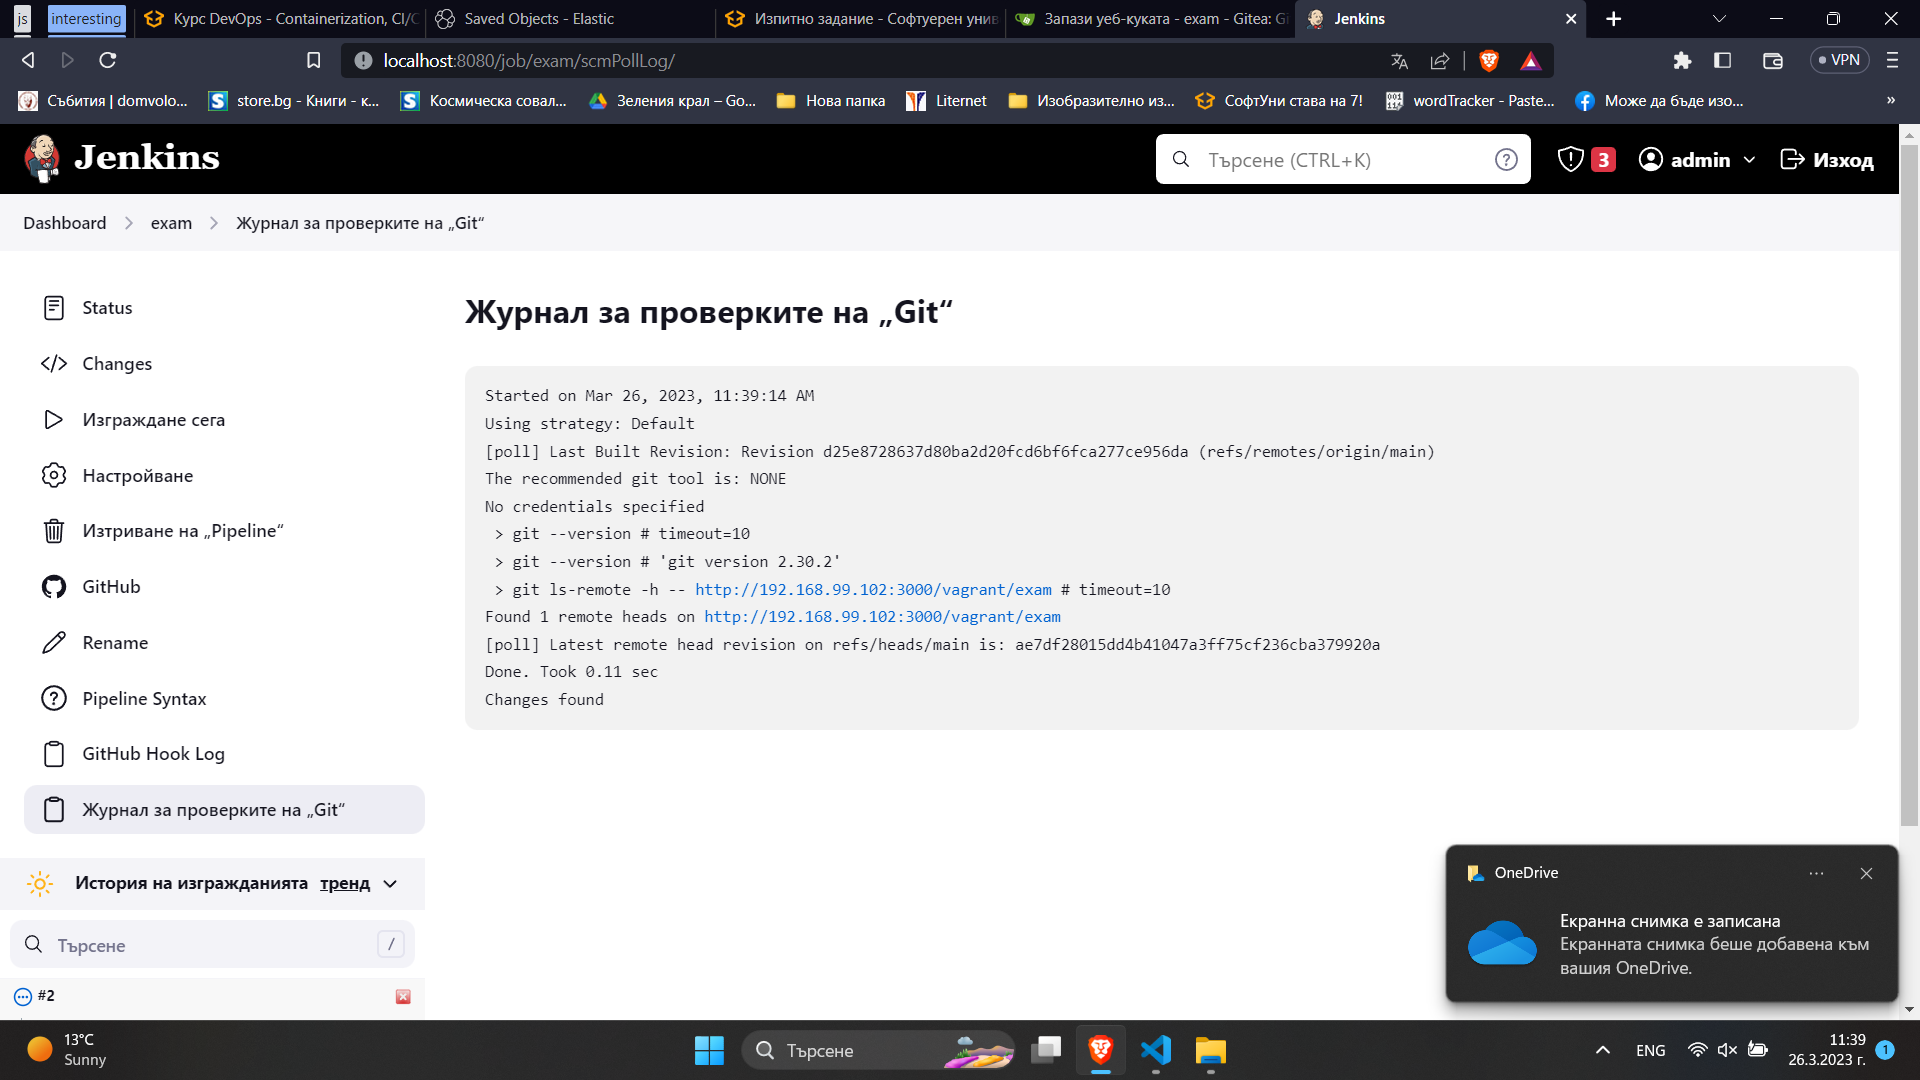 js
interesting
Курс DevOps - Containerization, CI/C
Saved Objects - Elastic
Изпитно задание - Софтуерен унив
Запази уеб-куката - exam - Gitea: Gi
Jenkins
localhost:8080/job/exam/scmPollLog/
VPN
Събития | domvolo...
store.bg - Книги - к...
Космическа совал...
Зеления крал – Go...
Нова папка
Liternet
Изобразително из...
СофтУни става на 7!
wordTracker - Paste...
Може да бъде изо...
»
Jenkins
Търсене (CTRL+K)
3
admin
Изход
Dashboard
exam
Журнал за проверките на „Git“
Status
Changes
Изграждане сега
Настройване
Изтриване на „Pipeline“
GitHub
Rename
Pipeline Syntax
GitHub Hook Log
Журнал за проверките на „Git“
История на изгражданията тренд
Търсене
/
#2
Журнал за проверките на „Git“
Started on Mar 26, 2023, 11:39:14 AM
Using strategy: Default
[poll] Last Built Revision: Revision d25e8728637d80ba2d20fcd6bf6fca277ce956da (refs/remotes/origin/main)
The recommended git tool is: NONE
No credentials specified
> git --version # timeout=10
> git --version # 'git version 2.30.2'
> git ls-remote -h -- http://192.168.99.102:3000/vagrant/exam # timeout=10
Found 1 remote heads on http://192.168.99.102:3000/vagrant/exam
[poll] Latest remote head revision on refs/heads/main is: ae7df28015dd4b41047a3ff75cf236cba379920a
Done. Took 0.11 sec
Changes found
OneDrive
Екранна снимка е записана
Екранната снимка беше добавена към
вашия OneDrive.
13°C
Sunny
Търсене
ENG
11:39
26.3.2023 г.
1